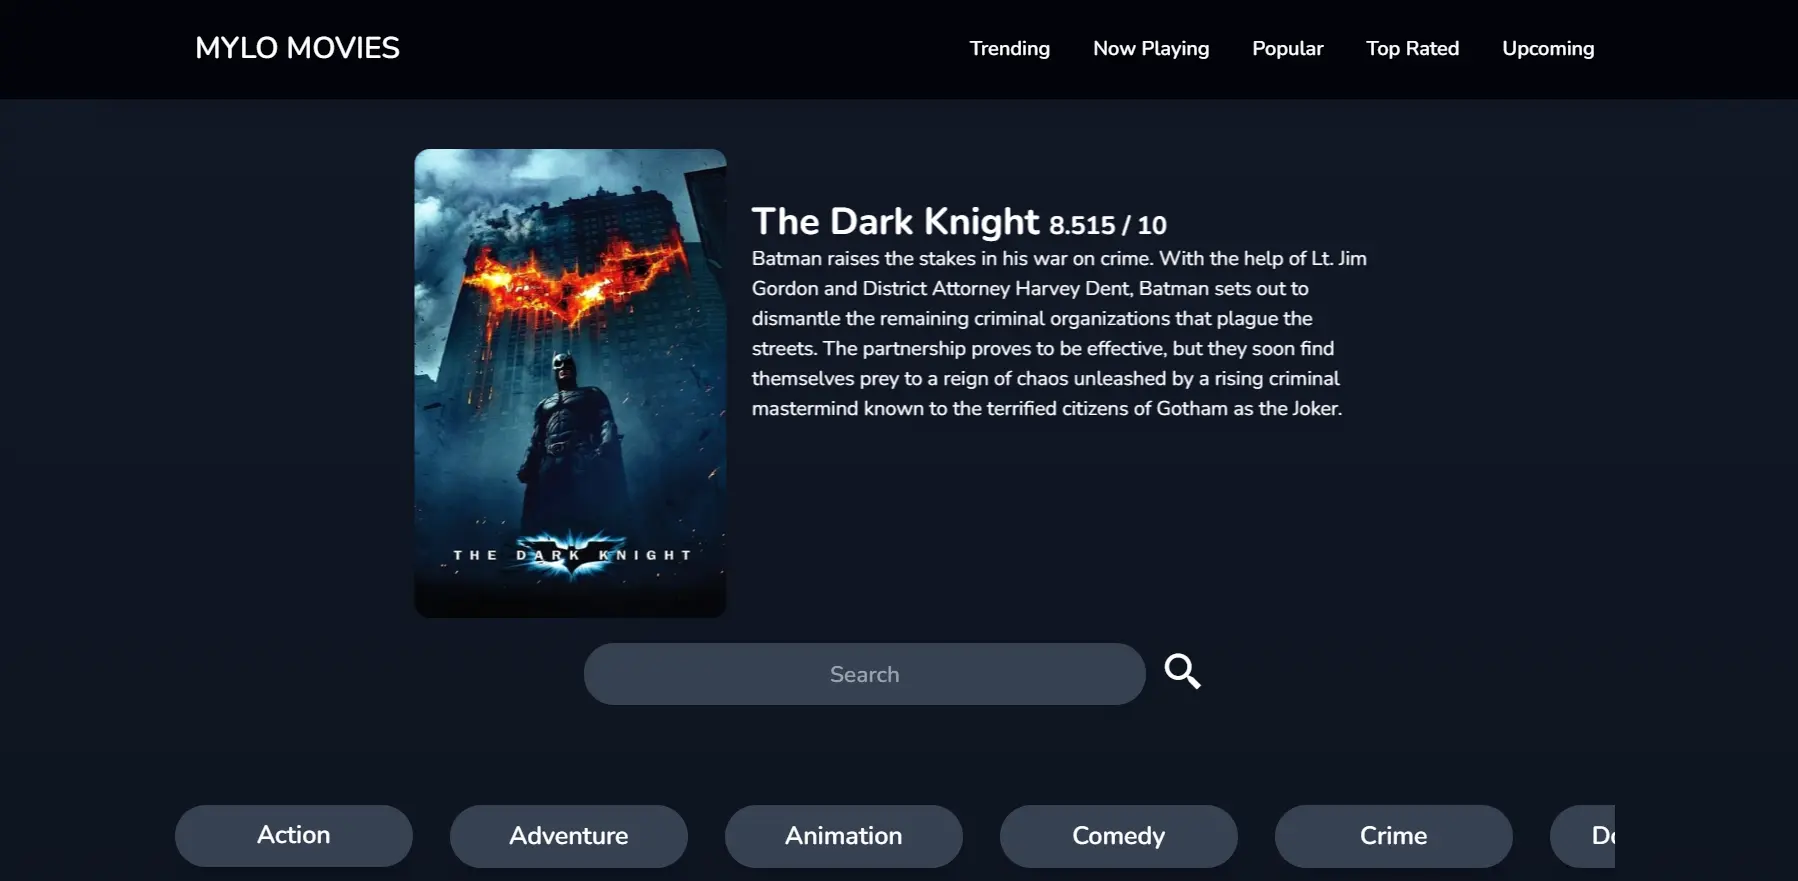 MYLO MOVIES
Trending Now Playing Popular Top Rated Upcoming
The Dark Knight 8.515 / 10
Batman raises the stakes in his war on crime. With the help of Lt. Jim
Gordon and District Attorney Harvey Dent, Batman sets out to
dismantle the remaining criminal organizations that plague the
streets. The partnership proves to be effective, but they soon find
themselves prey to a reign of chaos unleashed by a rising criminal
mastermind known to the terrified citizens of Gotham as the Joker.
THE DARK KNIGHT
Search
Action Adventure Animation Comedy Crime